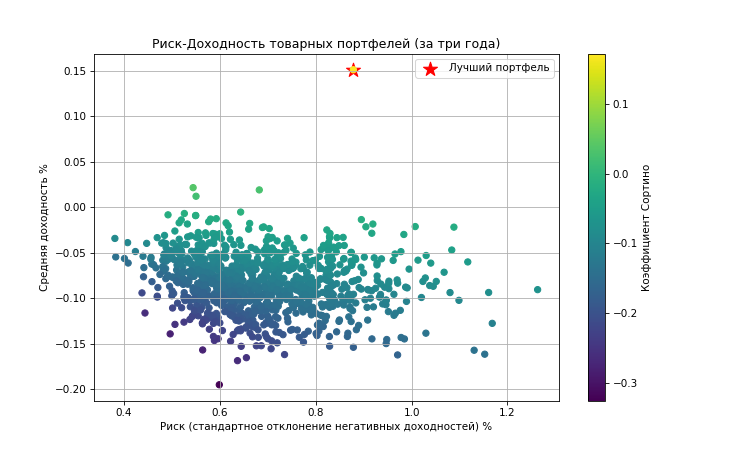 Риск-Доходность товарных портфелей (за три года)
Лучший портфель
Средняя доходность %
0.15
0.10
0.05
0.00
−0.05
−0.10
−0.15
−0.20
0.4 0.6 0.8 1.0 1.2
Риск (стандартное отклонение негативных доходностей) %
0.1
0.0
−0.1
−0.2
−0.3
Коэффициент Сортино